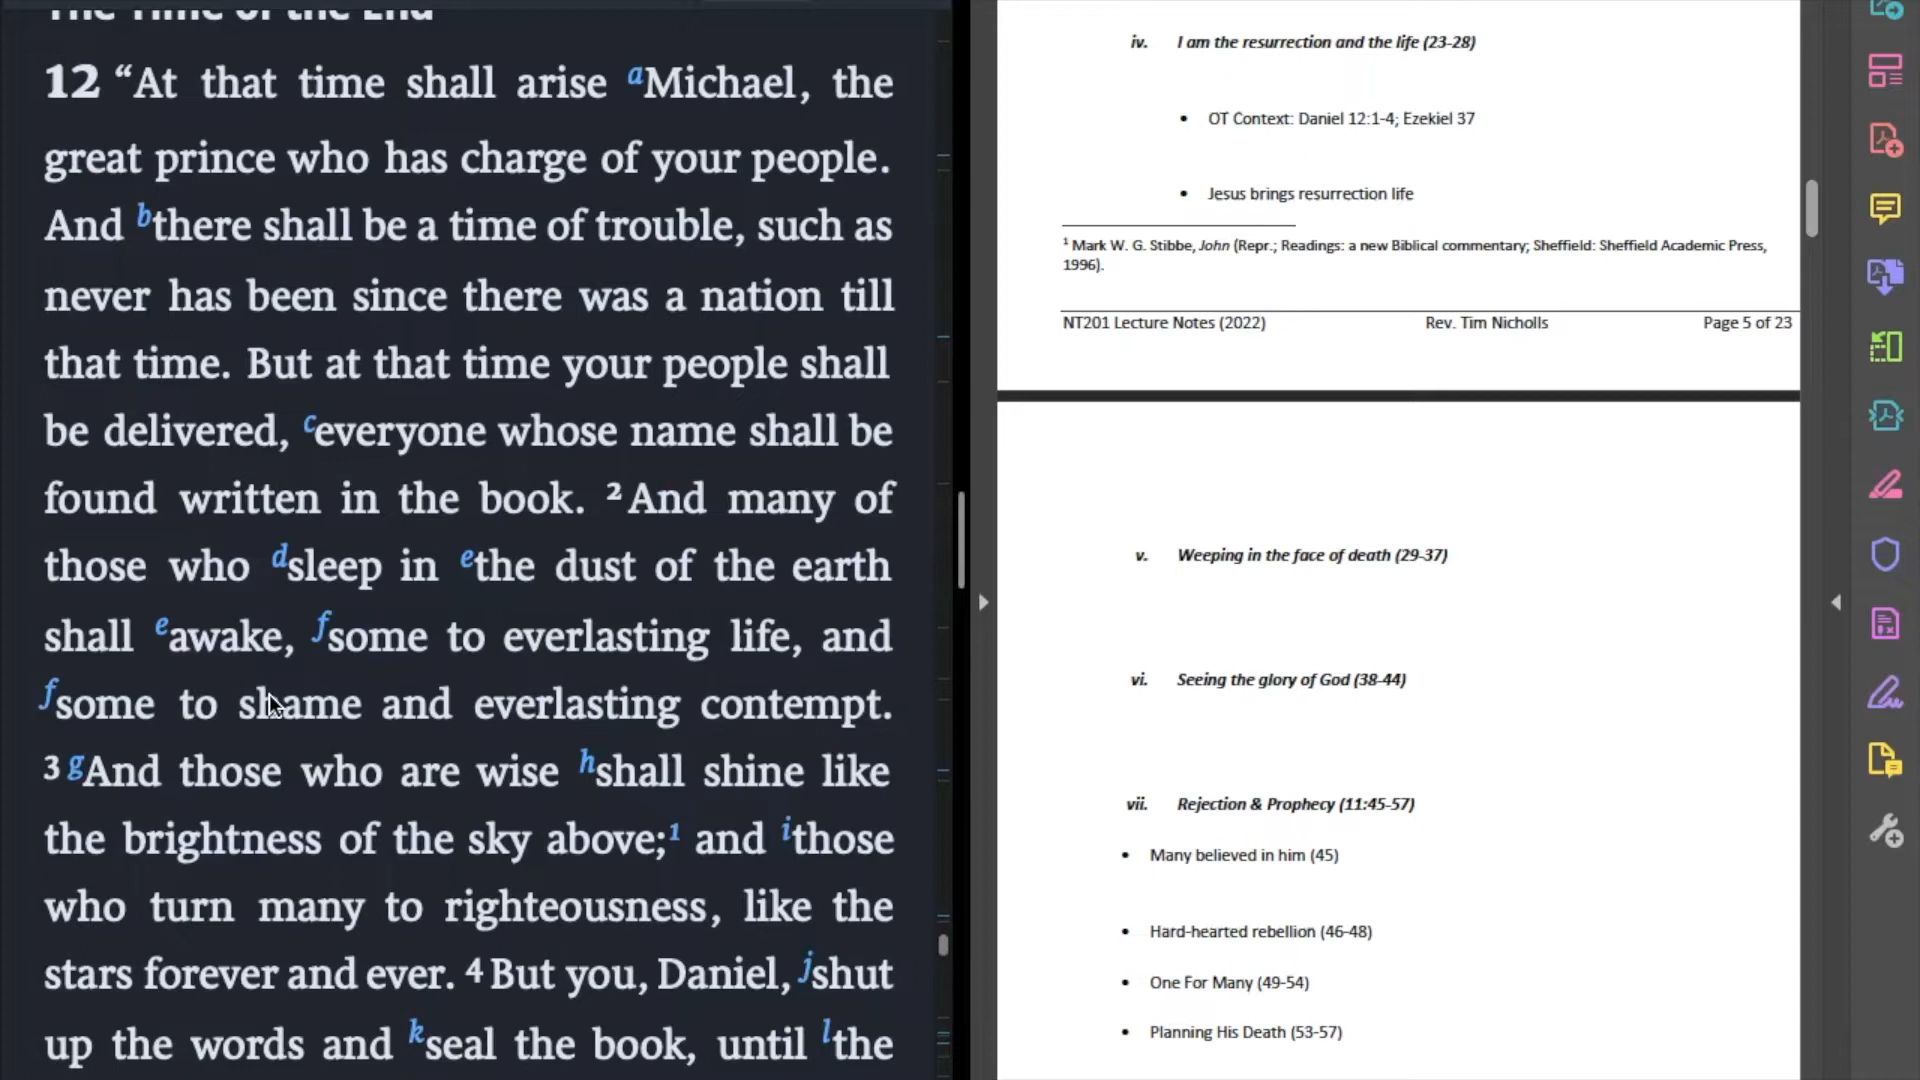 The Time of the End
12 “At that time shall arise aMichael, the
great prince who has charge of your people.
And bthere shall be a time of trouble, such as
never has been since there was a nation till
that time. But at that time your people shall
be delivered, ceveryone whose name shall be
found written in the book. 2 And many of
those who dsleep in ethe dust of the earth
shall eawake, fsome to everlasting life, and
fsome to shame and everlasting contempt.
3 gAnd those who are wise hshall shine like
the brightness of the sky above;1 and ithose
who turn many to righteousness, like the
stars forever and ever. 4 But you, Daniel, jshut
up the words and kseal the book, until lthe
iv. I am the resurrection and the life (23-28)
• OT Context: Daniel 12:1-4; Ezekiel 37
• Jesus brings resurrection life
1 Mark W. G. Stibbe, John (Repr.; Readings: a new Biblical commentary; Sheffield: Sheffield Academic Press,
1996).
NT201 Lecture Notes (2022) Rev. Tim Nicholls Page 5 of 23
v. Weeping in the face of death (29-37)
vi. Seeing the glory of God (38-44)
vii. Rejection & Prophecy (11:45-57)
• Many believed in him (45)
• Hard-hearted rebellion (46-48)
• One For Many (49-54)
• Planning His Death (53-57)